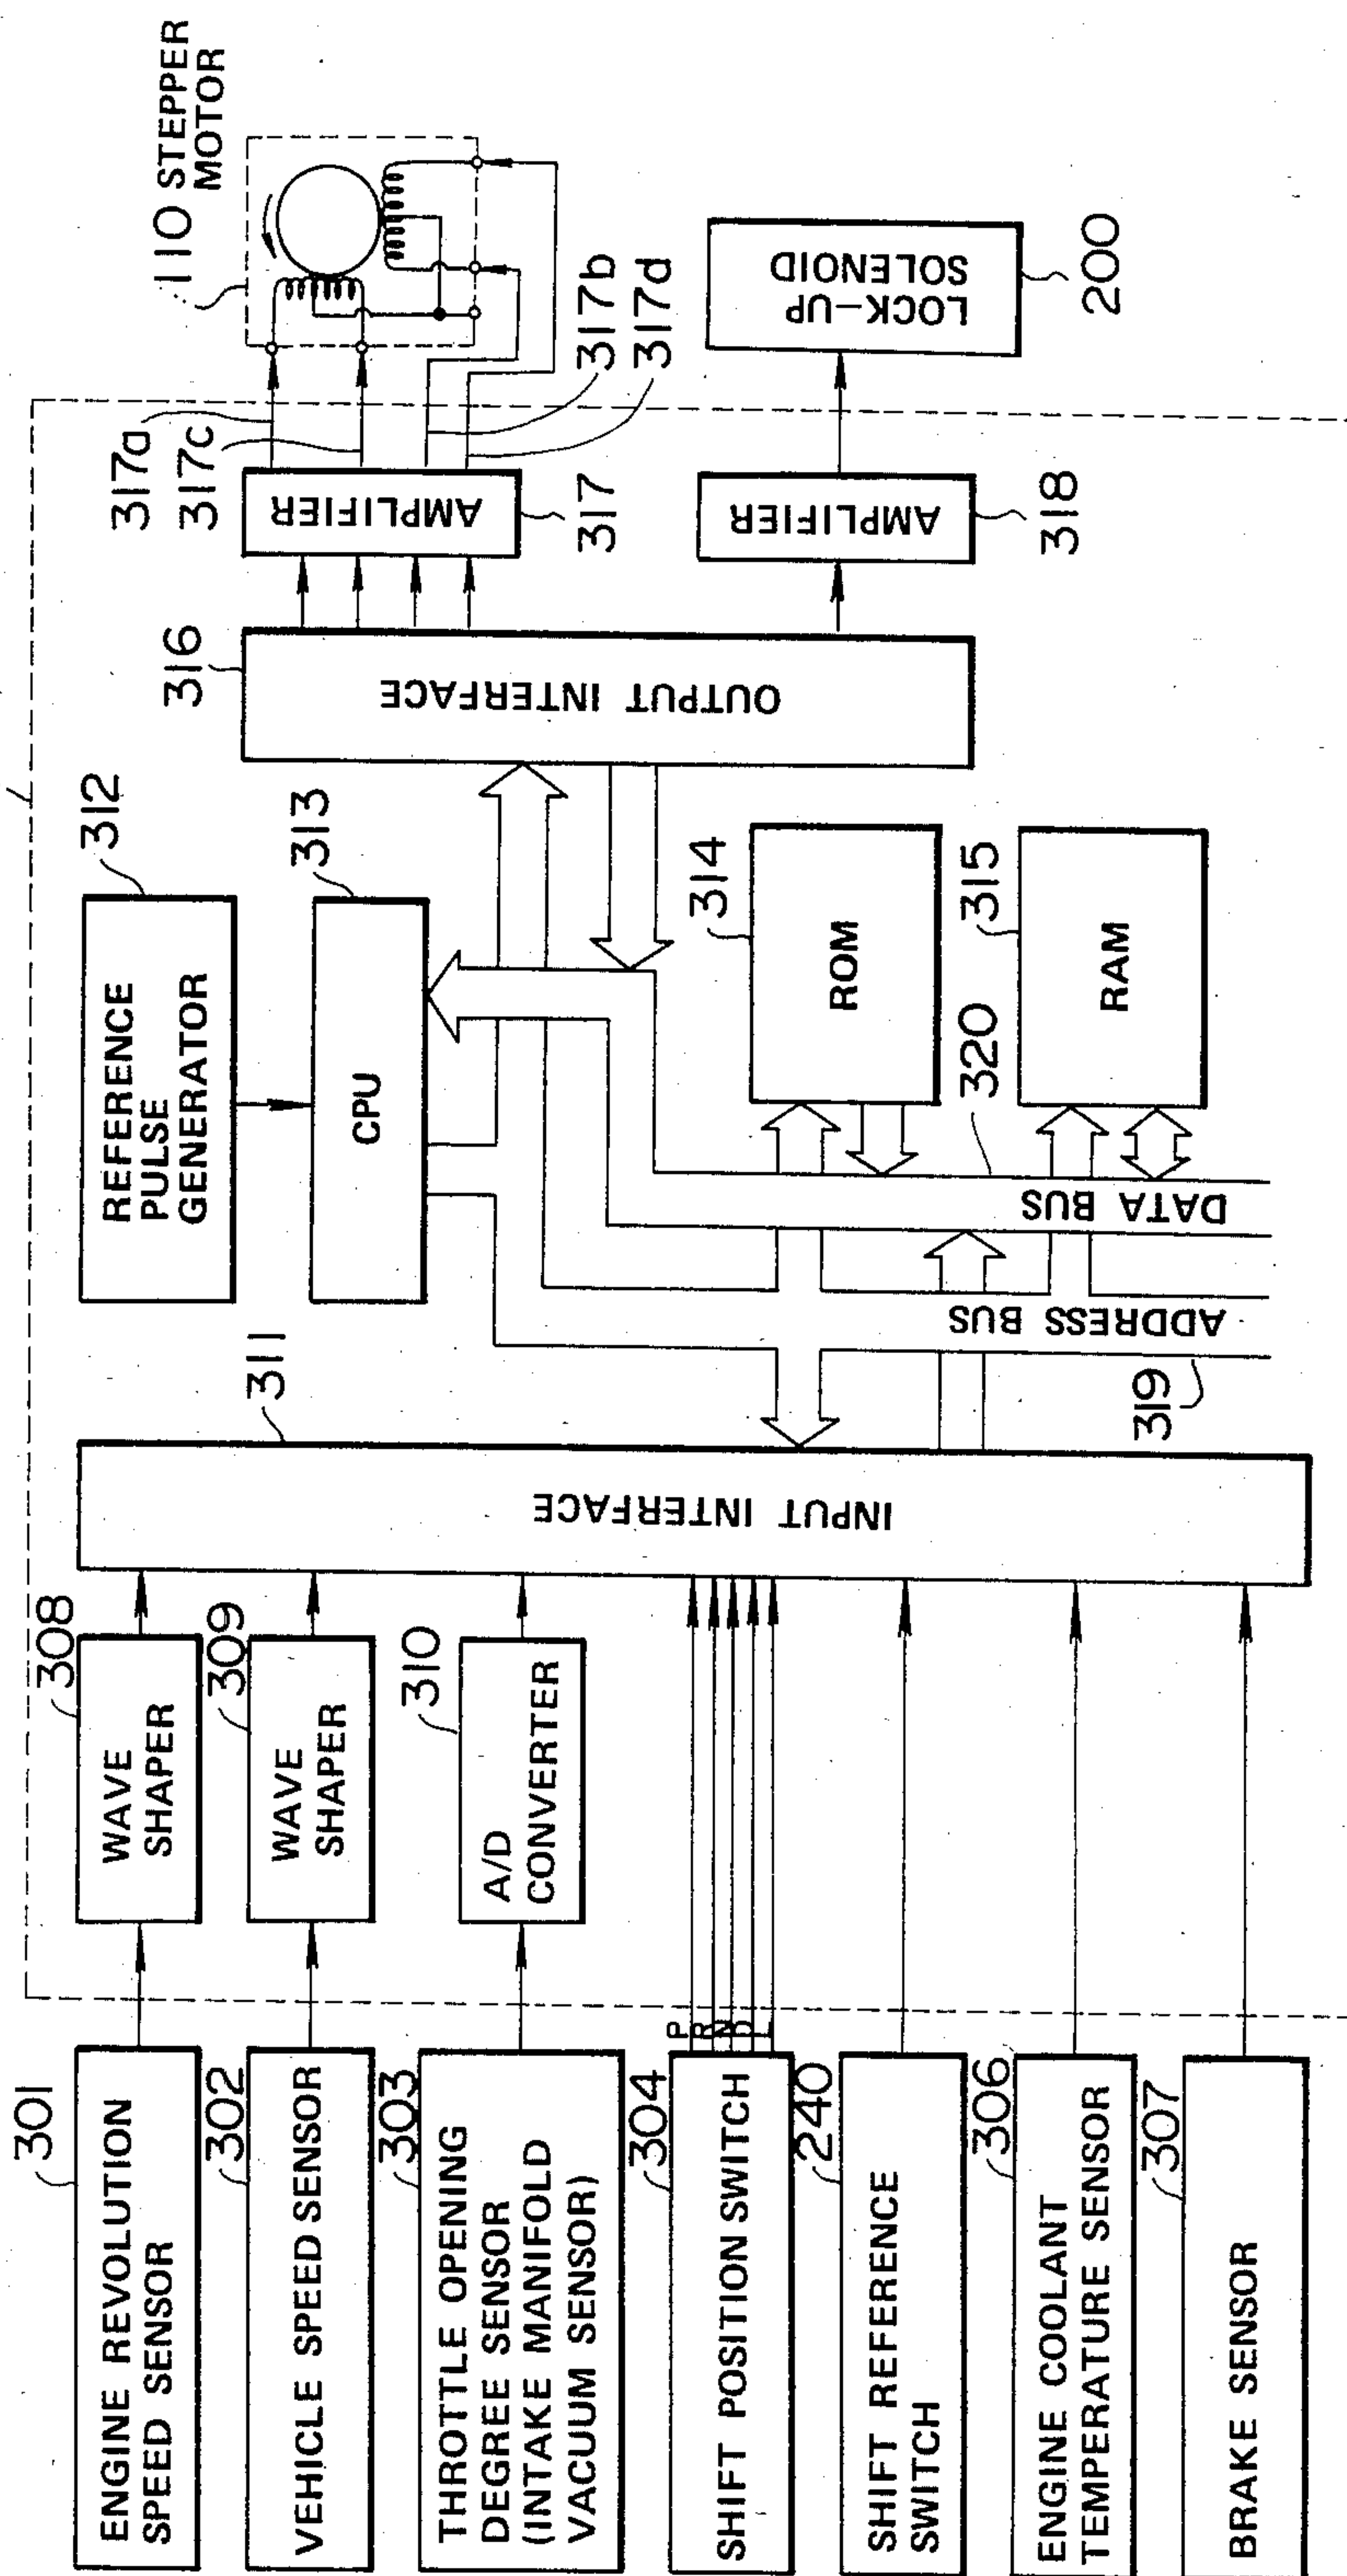 301
ENGINE REVOLUTION
SPEED SENSOR
302
VEHICLE SPEED SENSOR
303
THROTTLE OPENING
DEGREE SENSOR
(INTAKE MANIFOLD
VACUUM SENSOR)
304
SHIFT POSITION SWITCH
P
R
N
D
L
240
SHIFT REFERENCE
SWITCH
306
ENGINE COOLANT
TEMPERATURE SENSOR
307
BRAKE SENSOR
308
WAVE
SHAPER
309
WAVE
SHAPER
310
A/D
CONVERTER
311
INPUT INTERFACE
312
REFERENCE
PULSE
GENERATOR
313
CPU
314
ROM
315
RAM
320
DATA BUS
ADDRESS BUS
319
316
OUTPUT INTERFACE
317a
317c
AMPLIFIER
317
317b
317d
AMPLIFIER
318
110 STEPPER
MOTOR
LOCK-UP
SOLENOID
200